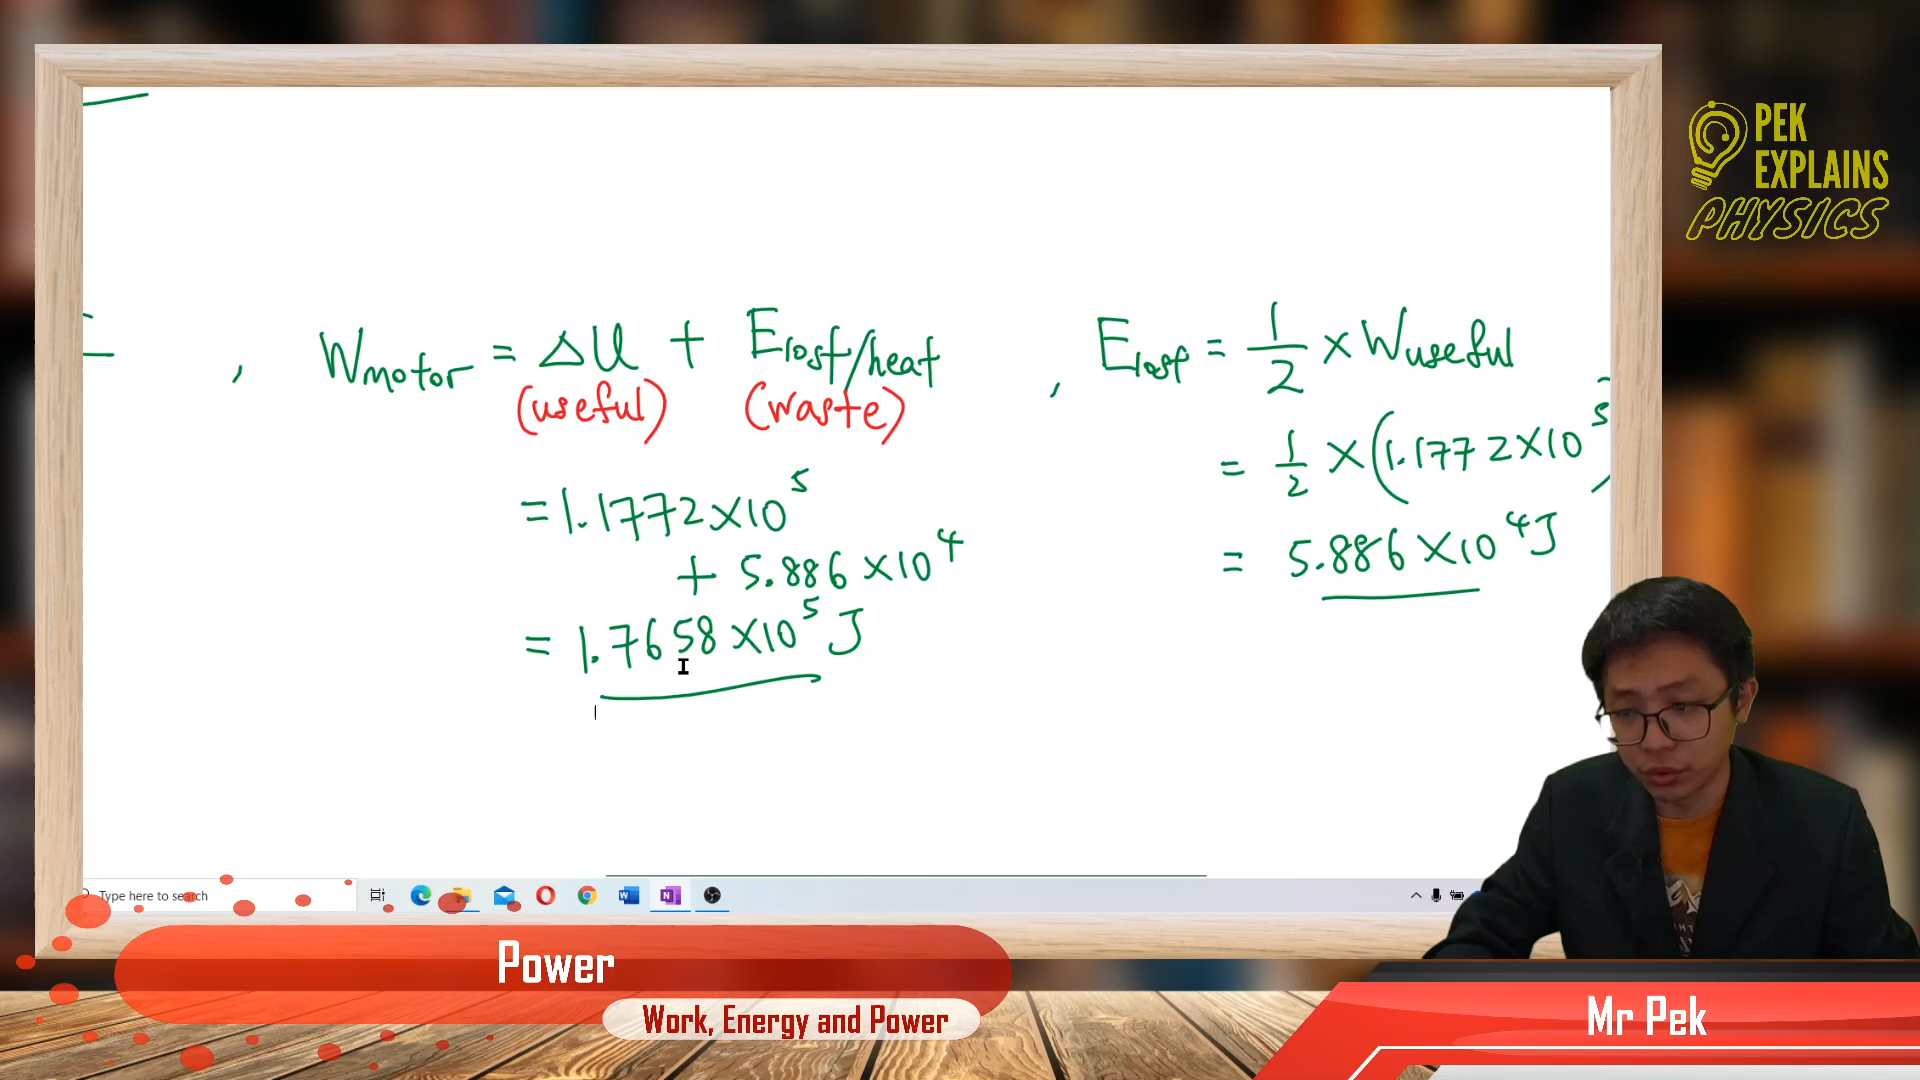 PEK
EXPLAINS
PHYSICS
, Wmotor = ΔU + Elost/heat
(useful) (waste)
= 1.1772 × 10^5
+ 5.886 × 10^4
= 1.7658 × 10^5 J
, Elost = 1/2 × Wuseful
= 1/2 × (1.1772 × 10^5)
= 5.886 × 10^4 J
Type here to search
Power
Work, Energy and Power
Mr Pek